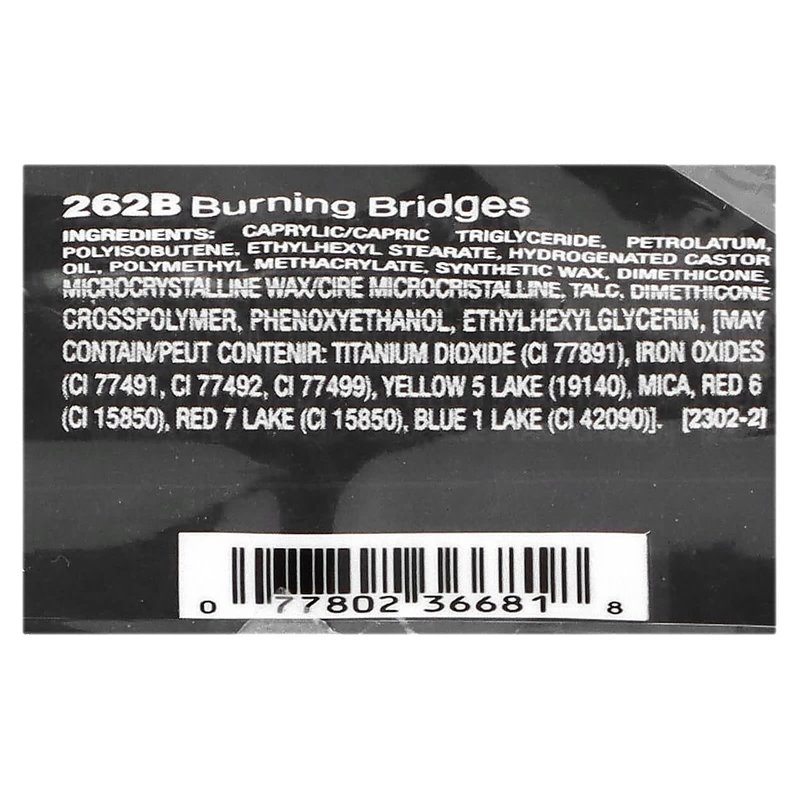 262B Burning Bridges
INGREDIENTS: CAPRYLIC/CAPRIC TRIGLYCERIDE, PETROLATUM,
POLYISOBUTENE, ETHYLHEXYL STEARATE, HYDROGENATED CASTOR
OIL, POLYMETHYL METHACRYLATE, SYNTHETIC WAX, DIMETHICONE,
MICROCRYSTALLINE WAX/CIRE MICROCRISTALLINE, TALC, DIMETHICONE
CROSSPOLYMER, PHENOXYETHANOL, ETHYLHEXYLGLYCERIN, [MAY
CONTAIN/PEUT CONTENIR: TITANIUM DIOXIDE (CI 77891), IRON OXIDES
(CI 77491, CI 77492, CI 77499), YELLOW 5 LAKE (19140), MICA, RED 6
(CI 15850), RED 7 LAKE (CI 15850), BLUE 1 LAKE (CI 42090)]. [2302-2]
0 77802 36681 8